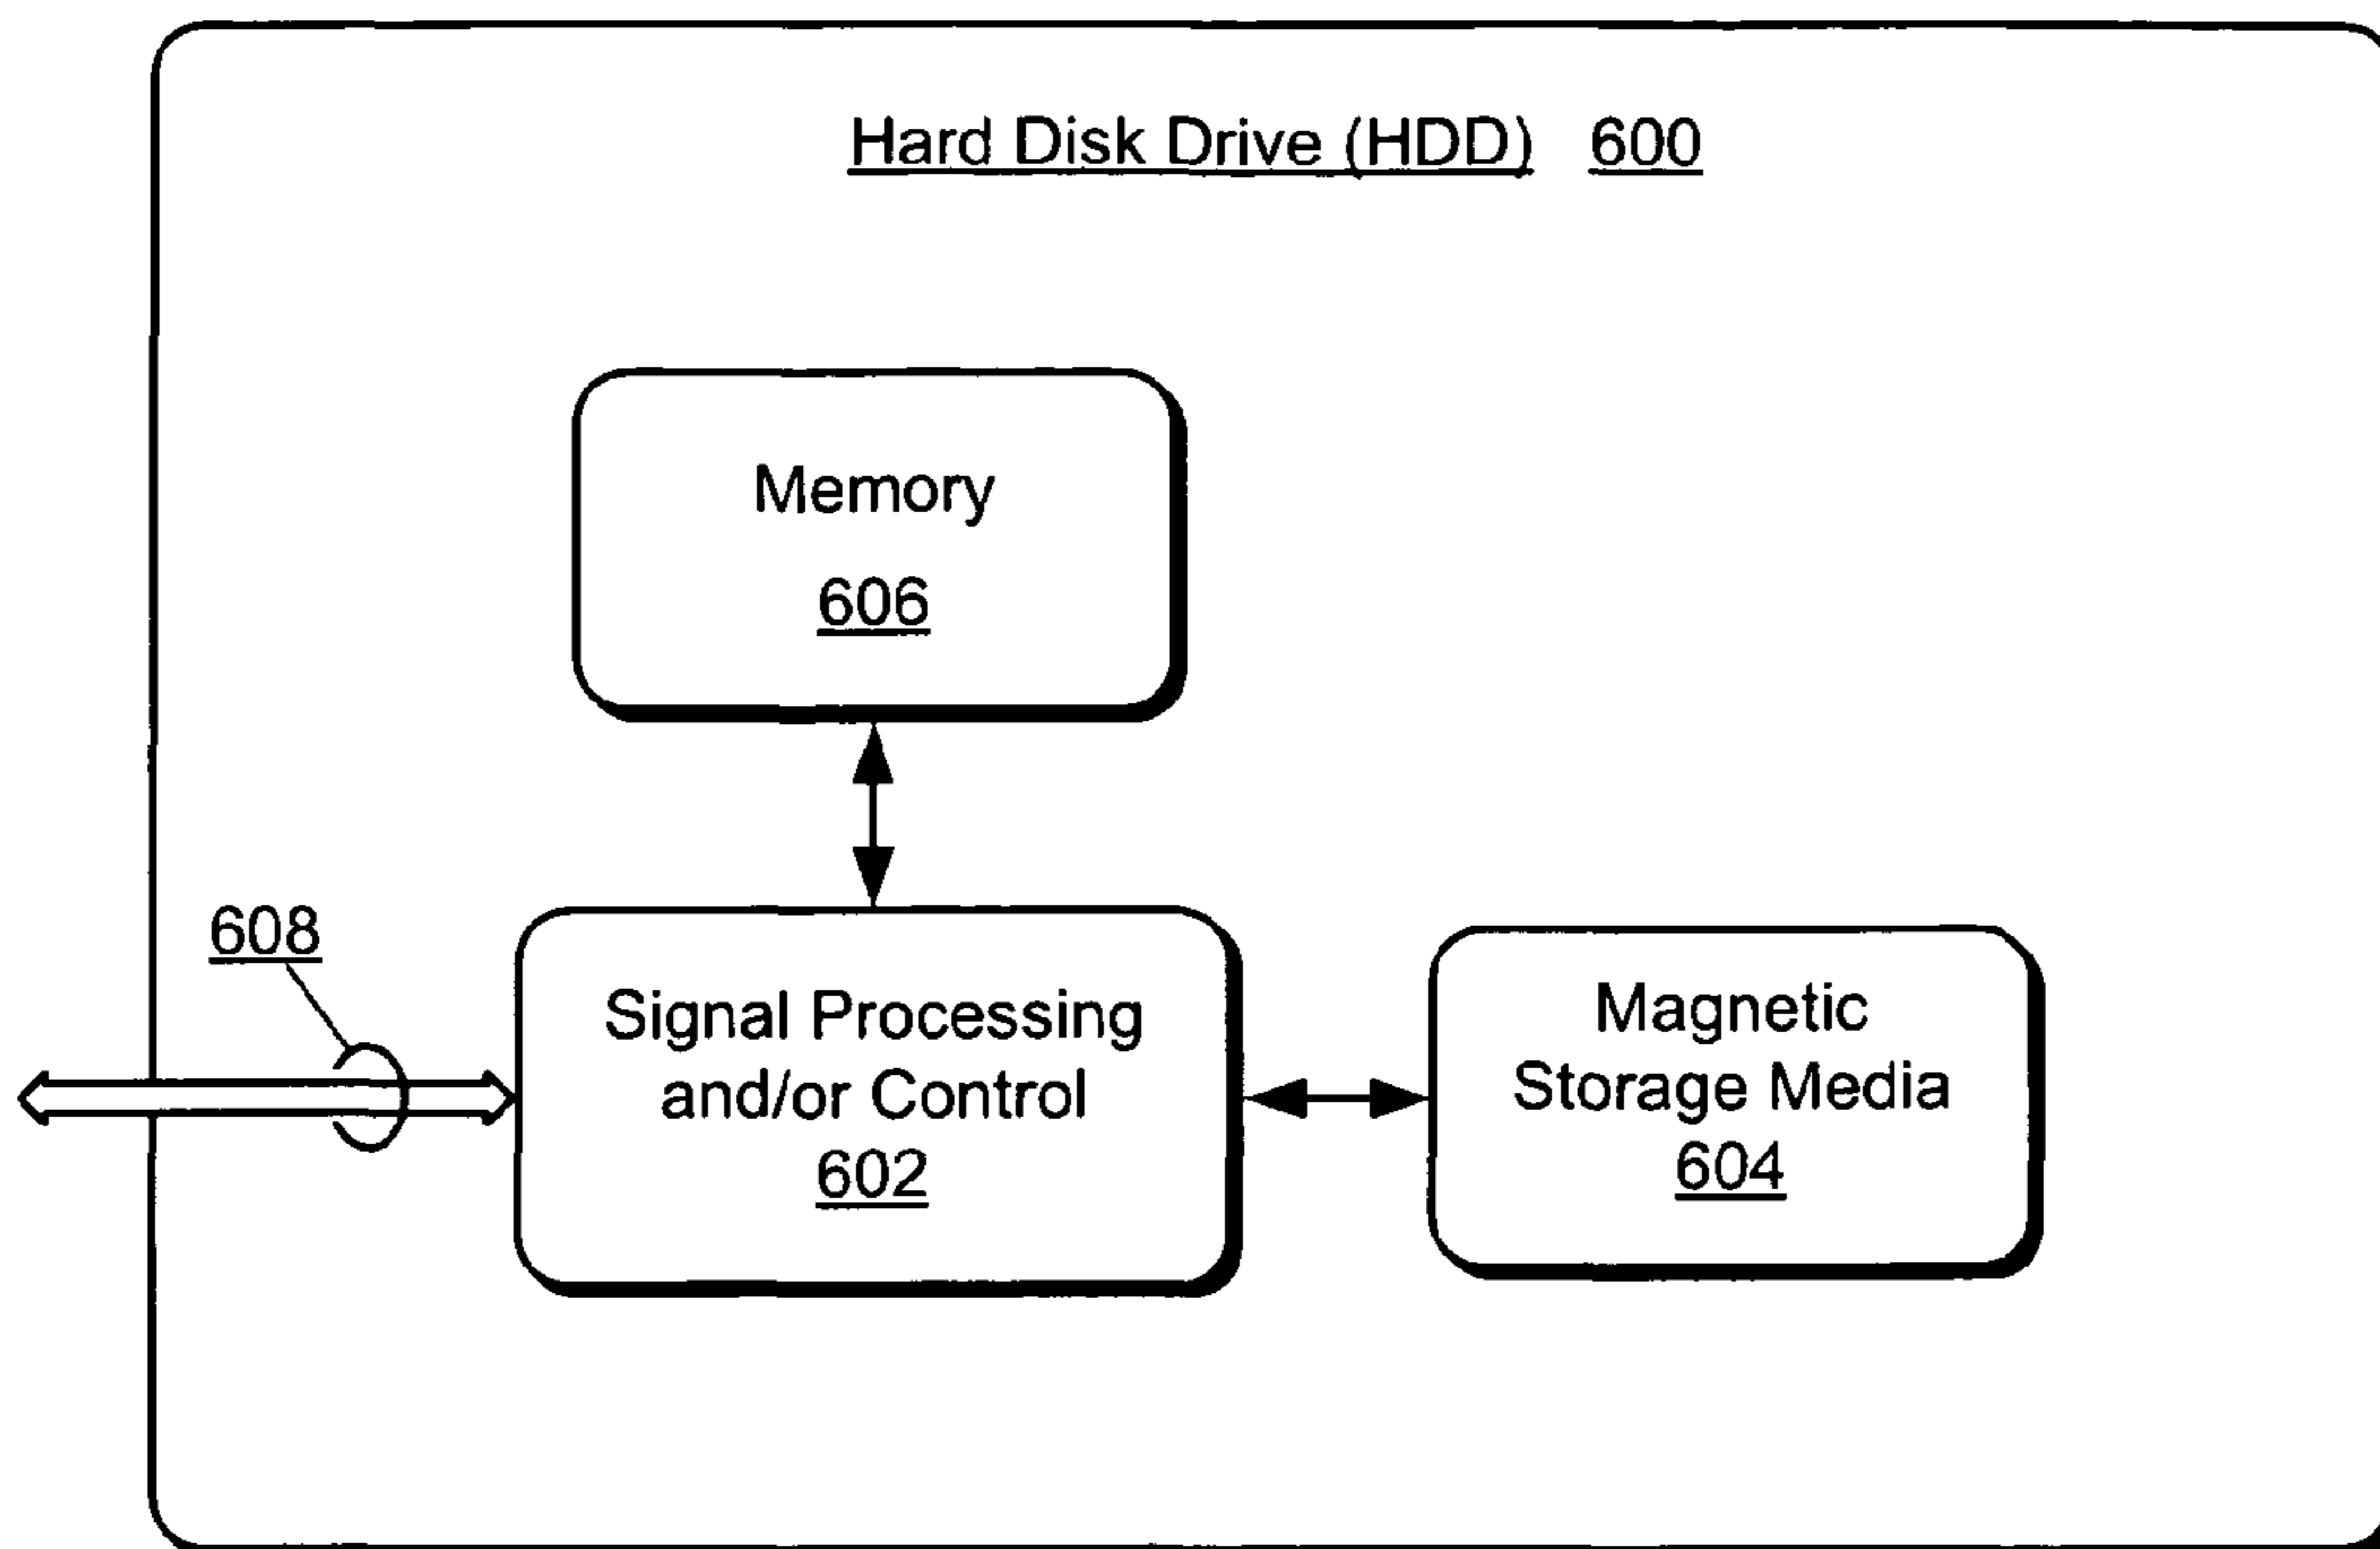 Hard Disk Drive (HDD) 600
Memory
606
608
Signal Processing
and/or Control
602
Magnetic
Storage Media
604